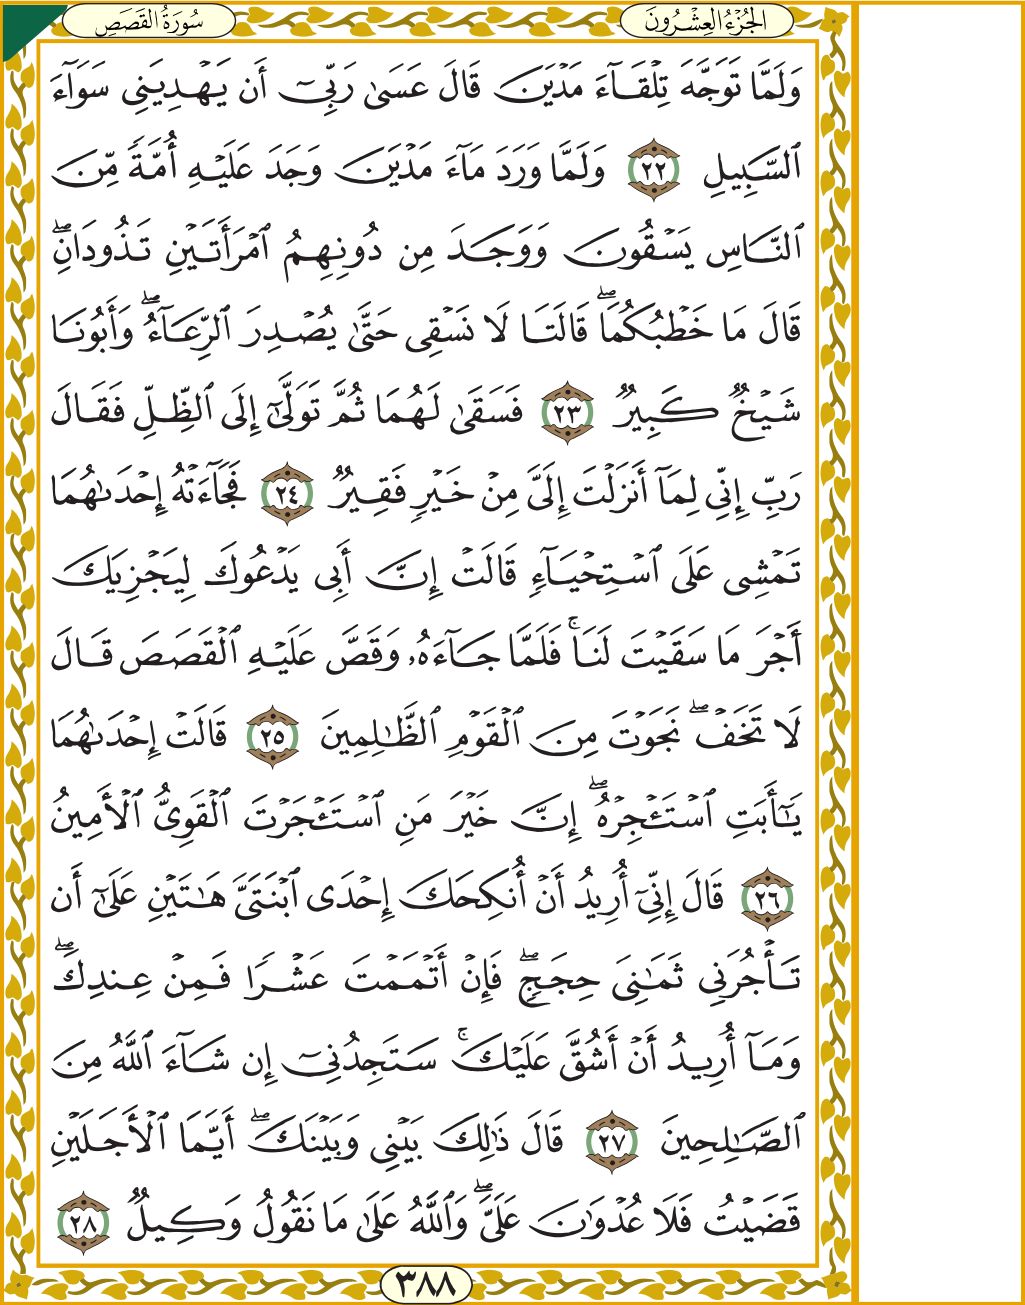 الجُزْءُ العِشْرُونَ
سُورَةُ القَصَصِ
وَلَمَّا تَوَجَّهَ تِلْقَآءَ مَدْيَنَ قَالَ عَسَىٰ رَبِّىٓ أَن يَهْدِيَنِى سَوَآءَ
ٱلسَّبِيلِ ٢٢ وَلَمَّا وَرَدَ مَآءَ مَدْيَنَ وَجَدَ عَلَيْهِ أُمَّةً مِّنَ
ٱلنَّاسِ يَسْقُونَ وَوَجَدَ مِن دُونِهِمُ ٱمْرَأَتَيْنِ تَذُودَانِۖ
قَالَ مَا خَطْبُكُمَاۖ قَالَتَا لَا نَسْقِى حَتَّىٰ يُصْدِرَ ٱلرِّعَآءُۖ وَأَبُونَا
شَيْخٌ كَبِيرٌ ٢٣ فَسَقَىٰ لَهُمَا ثُمَّ تَوَلَّىٰٓ إِلَى ٱلظِّلِّ فَقَالَ
رَبِّ إِنِّى لِمَآ أَنزَلْتَ إِلَىَّ مِنْ خَيْرٍ فَقِيرٌ ٢٤ فَجَآءَتْهُ إِحْدَىٰهُمَا
تَمْشِى عَلَى ٱسْتِحْيَآءٍ قَالَتْ إِنَّ أَبِى يَدْعُوكَ لِيَجْزِيَكَ
أَجْرَ مَا سَقَيْتَ لَنَاۚ فَلَمَّا جَآءَهُۥ وَقَصَّ عَلَيْهِ ٱلْقَصَصَ قَالَ
لَا تَخَفْۖ نَجَوْتَ مِنَ ٱلْقَوْمِ ٱلظَّٰلِمِينَ ٢٥ قَالَتْ إِحْدَىٰهُمَا
يَٰٓأَبَتِ ٱسْتَـْٔجِرْهُۖ إِنَّ خَيْرَ مَنِ ٱسْتَـْٔجَرْتَ ٱلْقَوِىُّ ٱلْأَمِينُ
٢٦ قَالَ إِنِّىٓ أُرِيدُ أَنْ أُنكِحَكَ إِحْدَى ٱبْنَتَىَّ هَٰتَيْنِ عَلَىٰٓ أَن
تَأْجُرَنِى ثَمَٰنِىَ حِجَجٍۖ فَإِنْ أَتْمَمْتَ عَشْرًا فَمِنْ عِندِكَۖ
وَمَآ أُرِيدُ أَنْ أَشُقَّ عَلَيْكَۚ سَتَجِدُنِىٓ إِن شَآءَ ٱللَّهُ مِنَ
ٱلصَّٰلِحِينَ ٢٧ قَالَ ذَٰلِكَ بَيْنِى وَبَيْنَكَۖ أَيَّمَا ٱلْأَجَلَيْنِ
قَضَيْتُ فَلَا عُدْوَٰنَ عَلَىَّۖ وَٱللَّهُ عَلَىٰ مَا نَقُولُ وَكِيلٌ ٢٨
٣٨٨